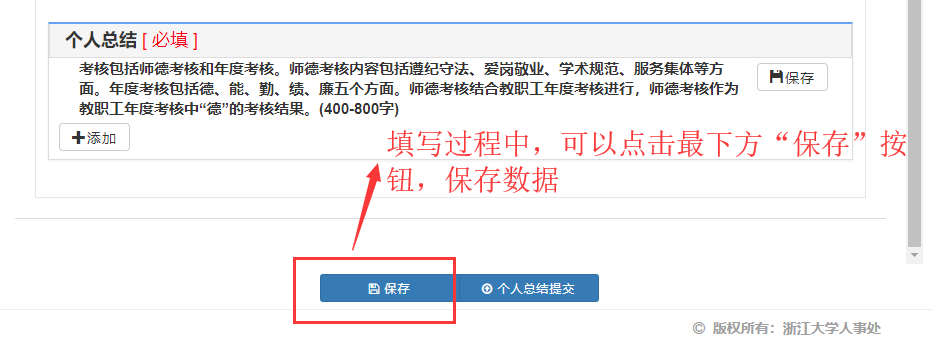 个人总结 [ 必填 ]
考核包括师德考核和年度考核。师德考核内容包括遵纪守法、爱岗敬业、学术规范、服务集体等方
面。年度考核包括德、能、勤、绩、廉五个方面。师德考核结合教职工年度考核进行，师德考核作为
教职工年度考核中“德”的考核结果。(400-800字)
保存
添加
填写过程中，可以点击最下方“保存”按
钮，保存数据
保存
个人总结提交
© 版权所有：浙江大学人事处